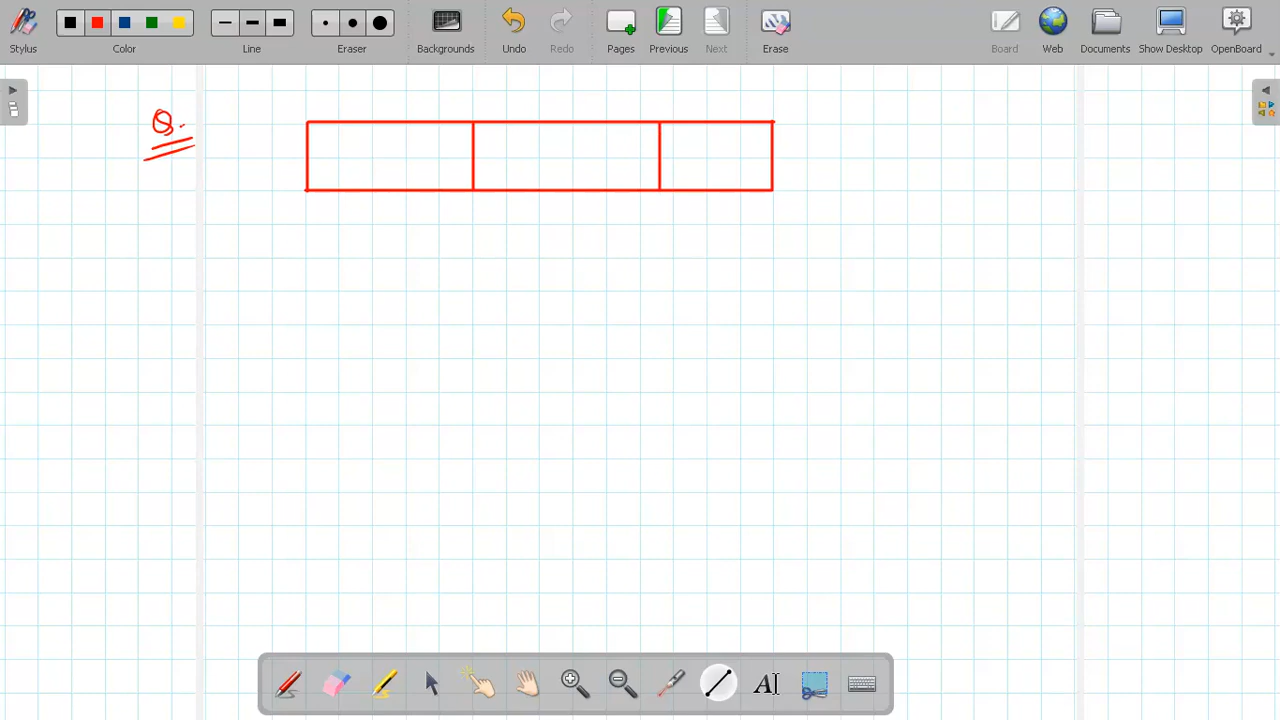 Stylus Color Line Eraser Backgrounds Undo Redo Pages Previous Next Erase Board Web Documents Show Desktop OpenBoard
Q.
A